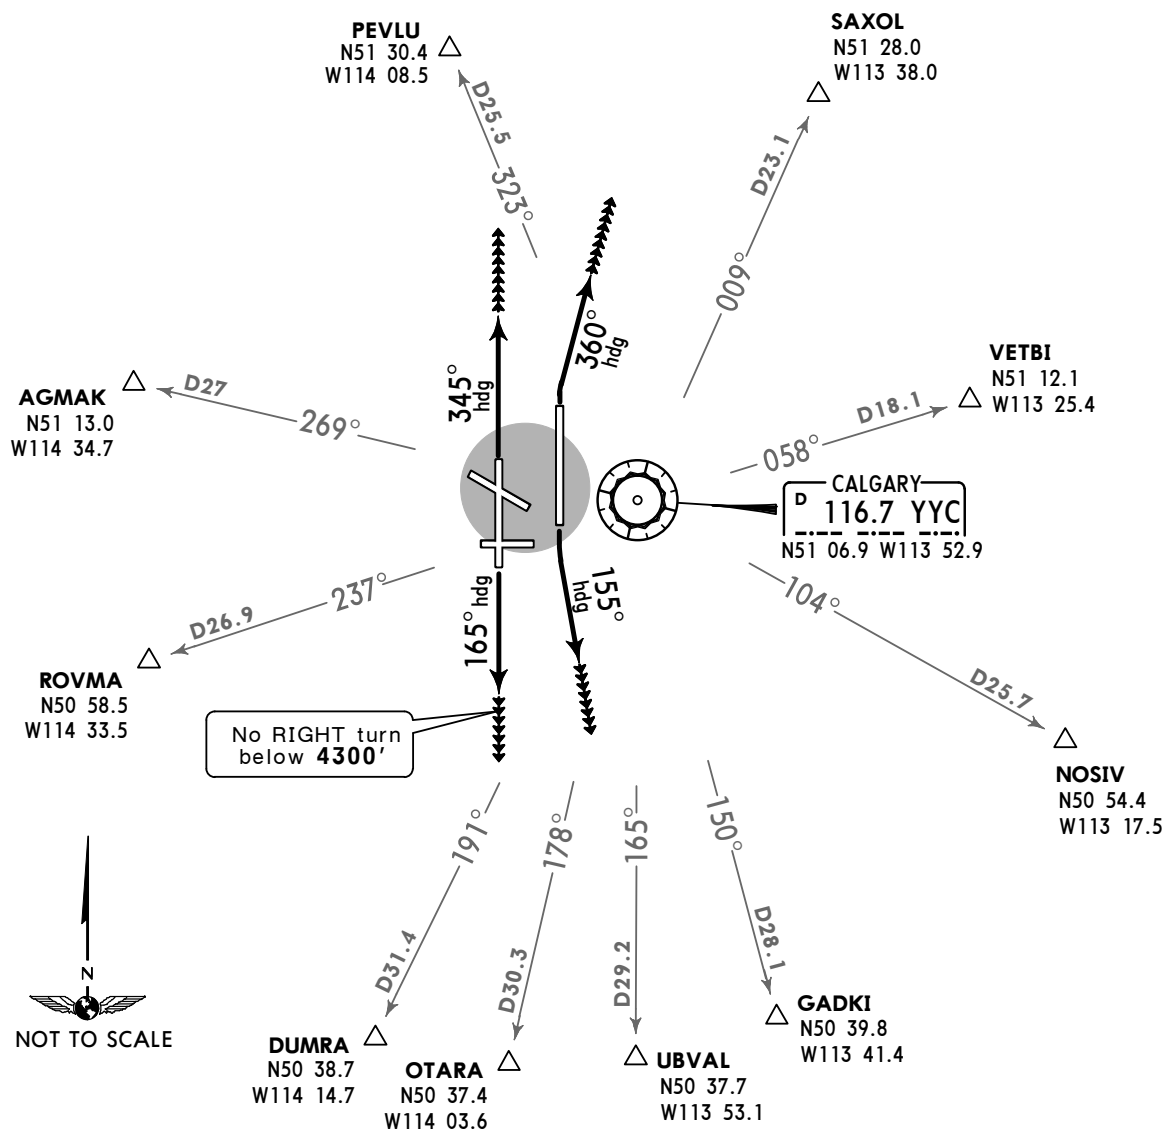 PEVLU
N51 30.4
W114 08.5
D25.5
323°
SAXOL
N51 28.0
W113 38.0
D23.1
009°
345°
hdg
360°
hdg
VETBI
N51 12.1
W113 25.4
D18.1
058°
AGMAK
N51 13.0
W114 34.7
D27
269°
CALGARY
D 116.7 YYC
N51 06.9 W113 52.9
104°
D25.7
NOSIV
N50 54.4
W113 17.5
237°
D26.9
ROVMA
N50 58.5
W114 33.5
165° hdg
155°
hdg
No RIGHT turn
below 4300'
191°
D31.4
DUMRA
N50 38.7
W114 14.7
178°
D30.3
OTARA
N50 37.4
W114 03.6
165°
D29.2
UBVAL
N50 37.7
W113 53.1
150°
D28.1
GADKI
N50 39.8
W113 41.4
N
NOT TO SCALE